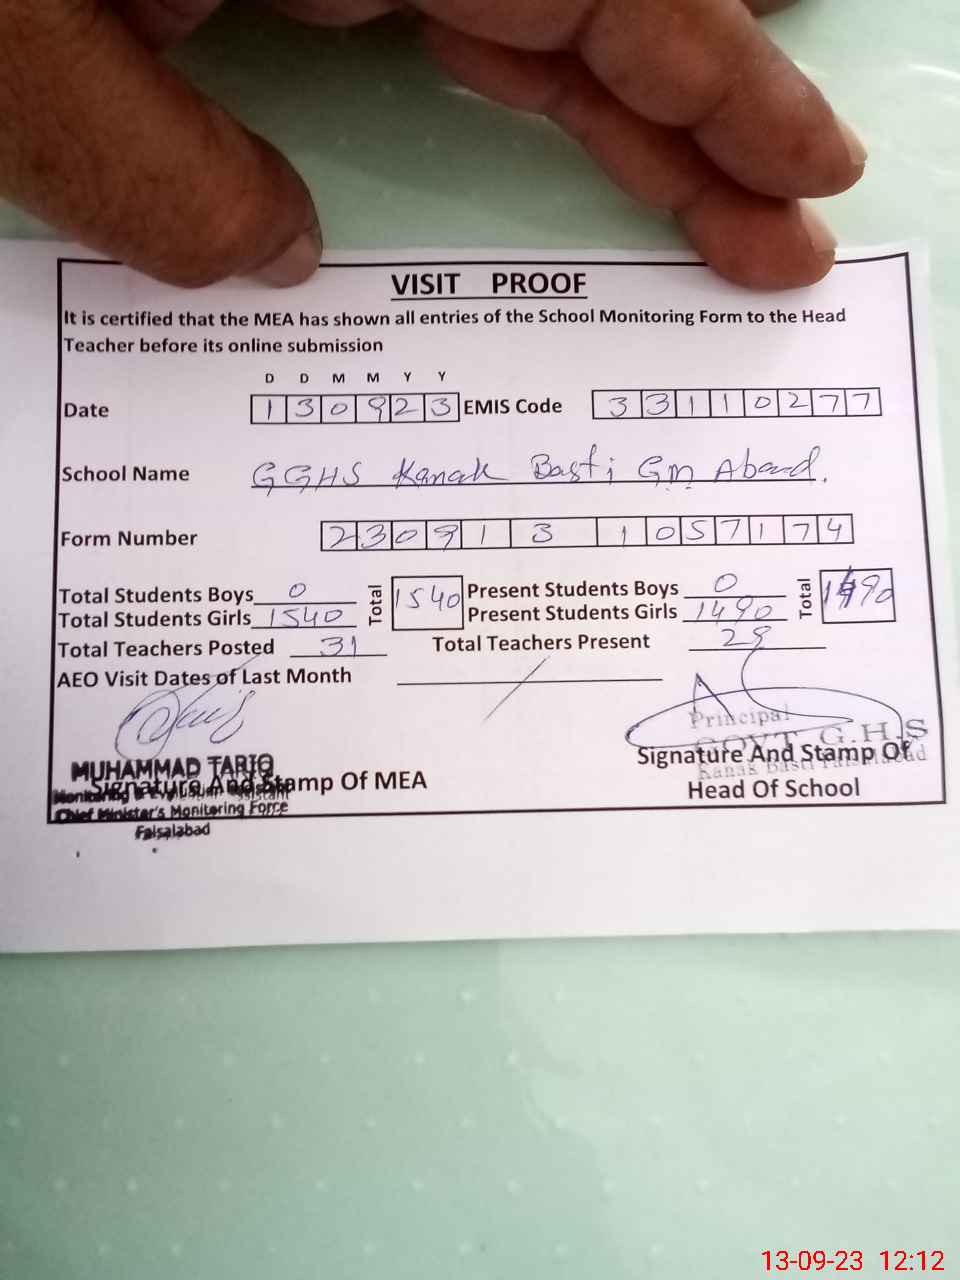 VISIT PROOF
It is certified that the MEA has shown all entries of the School Monitoring Form to the Head
Teacher before its online submission
D D M M Y Y
Date 1 3 0 9 2 3 EMIS Code 3 3 1 1 0 2 7 7
School Name GGHS Kanak Basti GM Abad.
Form Number 2 3 0 9 1 3 1 0 5 7 1 7 4
Total Students Boys 0 Total 1540 Present Students Boys 0 Total 1490
Total Students Girls 1540 Present Students Girls 1490
Total Teachers Posted 31 Total Teachers Present 28
AEO Visit Dates of Last Month
Principal
GOVT G.H.S
Kanak Basti Faisalabad
Signature And Stamp Of
Head Of School
MUHAMMAD TARIQ
Signature And Stamp Of MEA
Monitoring & Evaluation Assistant
Chief Minister's Monitoring Force
Faisalabad
13-09-23 12:12